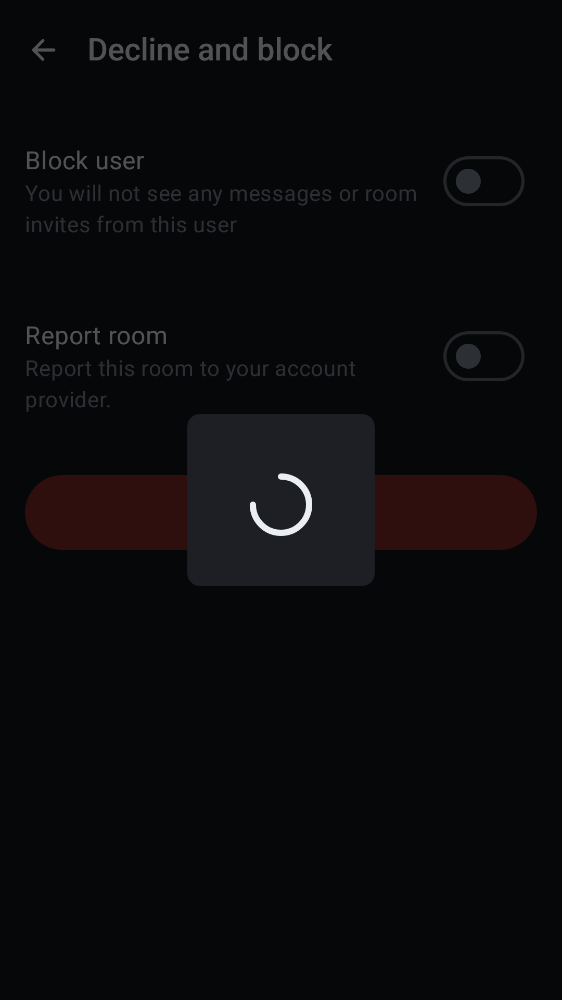 Decline and block
Block user
You will not see any messages or room
invites from this user
Report room
Report this room to your account
provider.